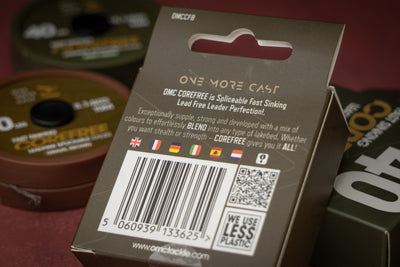 OMCCFB
ONE MORE CAST
OMC COREFREE is Spliceable Fast Sinking
Lead Free Leader Perfection!
Exceptionally supple, strong and developed with a mix of
colours to effortlessly BLEND into any type of lakebed. Whether
you want stealth or strength – COREFREE gives you it ALL!
5 060939 133625 >
WE USE
LESS
PLASTIC
www.omctackle.com
40
COREFREE
40